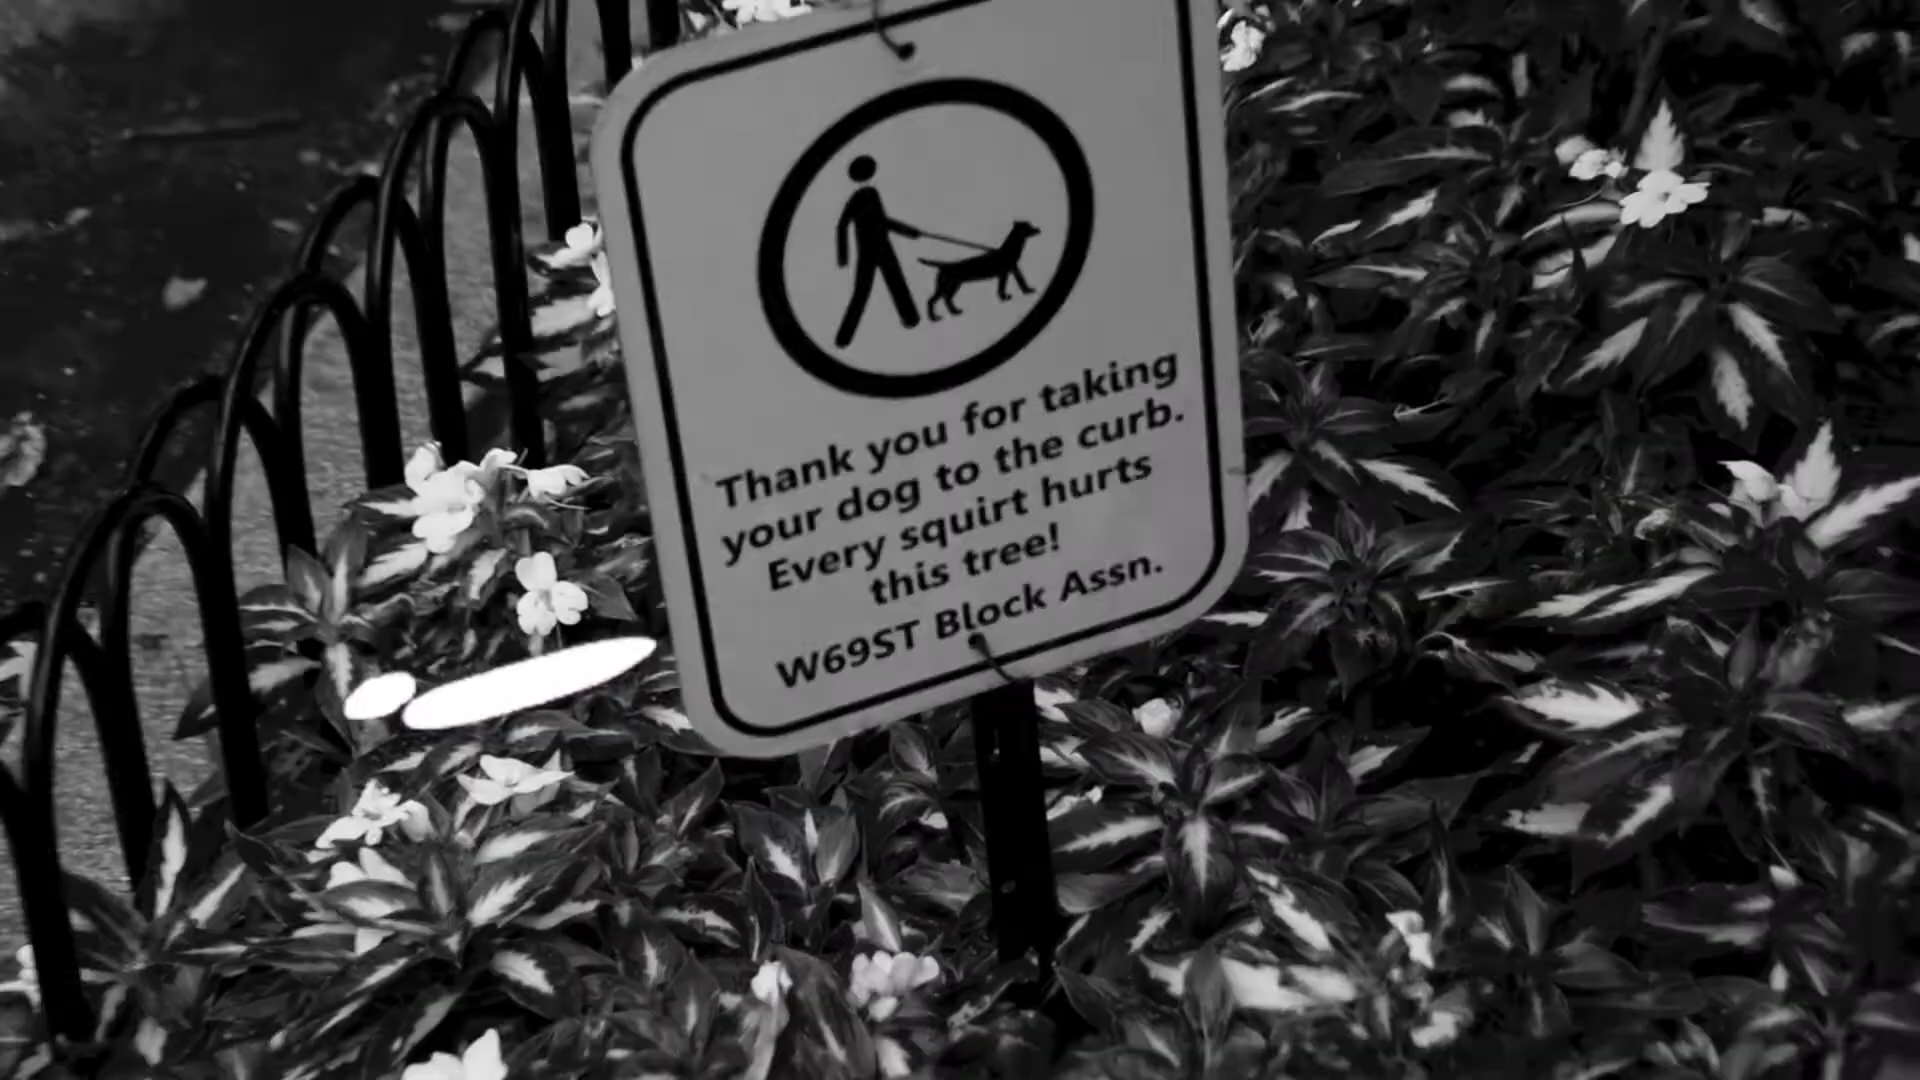 Thank you for taking
your dog to the curb.
Every squirt hurts
this tree!
W69ST Block Assn.